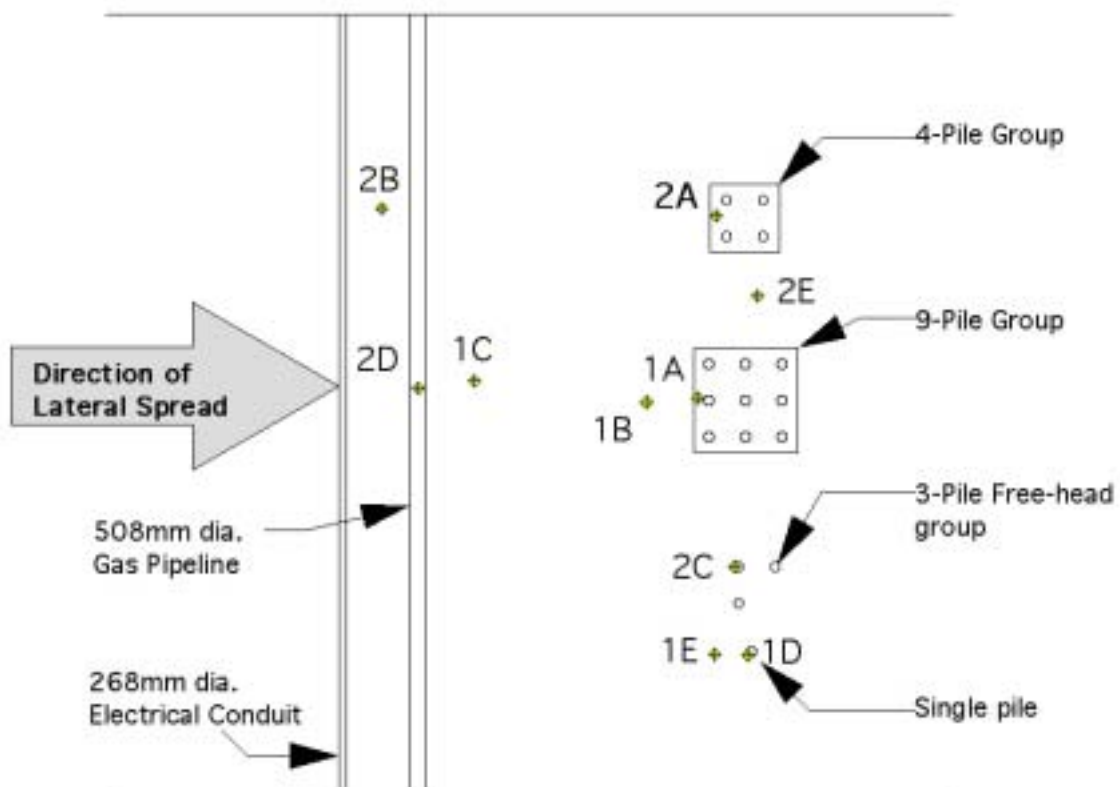 4-Pile Group
2B
2A
2E
9-Pile Group
Direction of
Lateral Spread
2D
1C
1A
1B
508mm dia.
Gas Pipeline
3-Pile Free-head
group
2C
1E
1D
268mm dia.
Electrical Conduit
Single pile